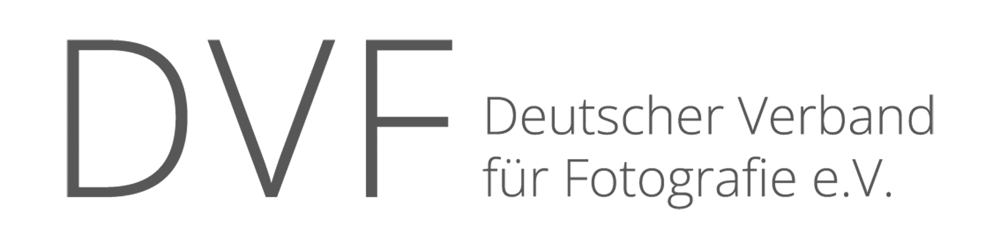 DVF
Deutscher Verband
für Fotografie e.V.